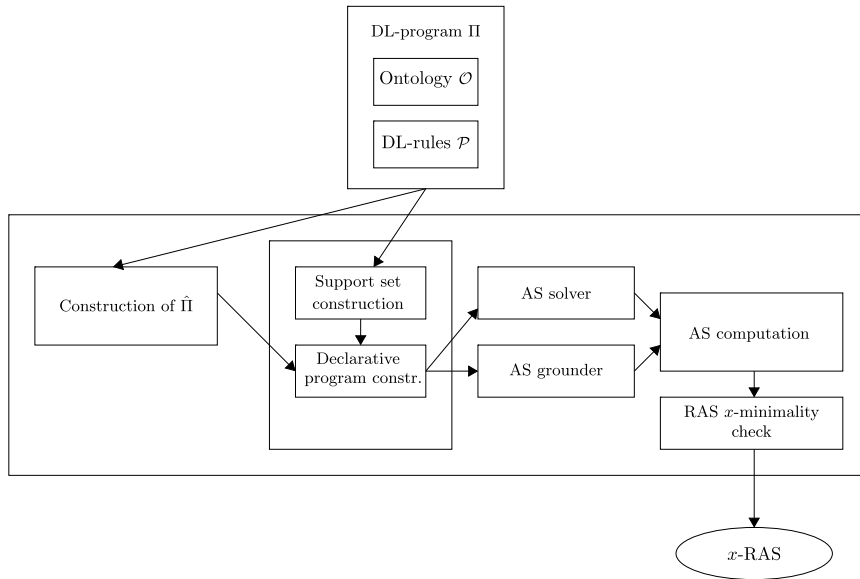 DL-program Π
Ontology 𝒪
DL-rules 𝒫
Construction of Π̂
Support set
construction
Declarative
program constr.
AS solver
AS grounder
AS computation
RAS x-minimality
check
x-RAS